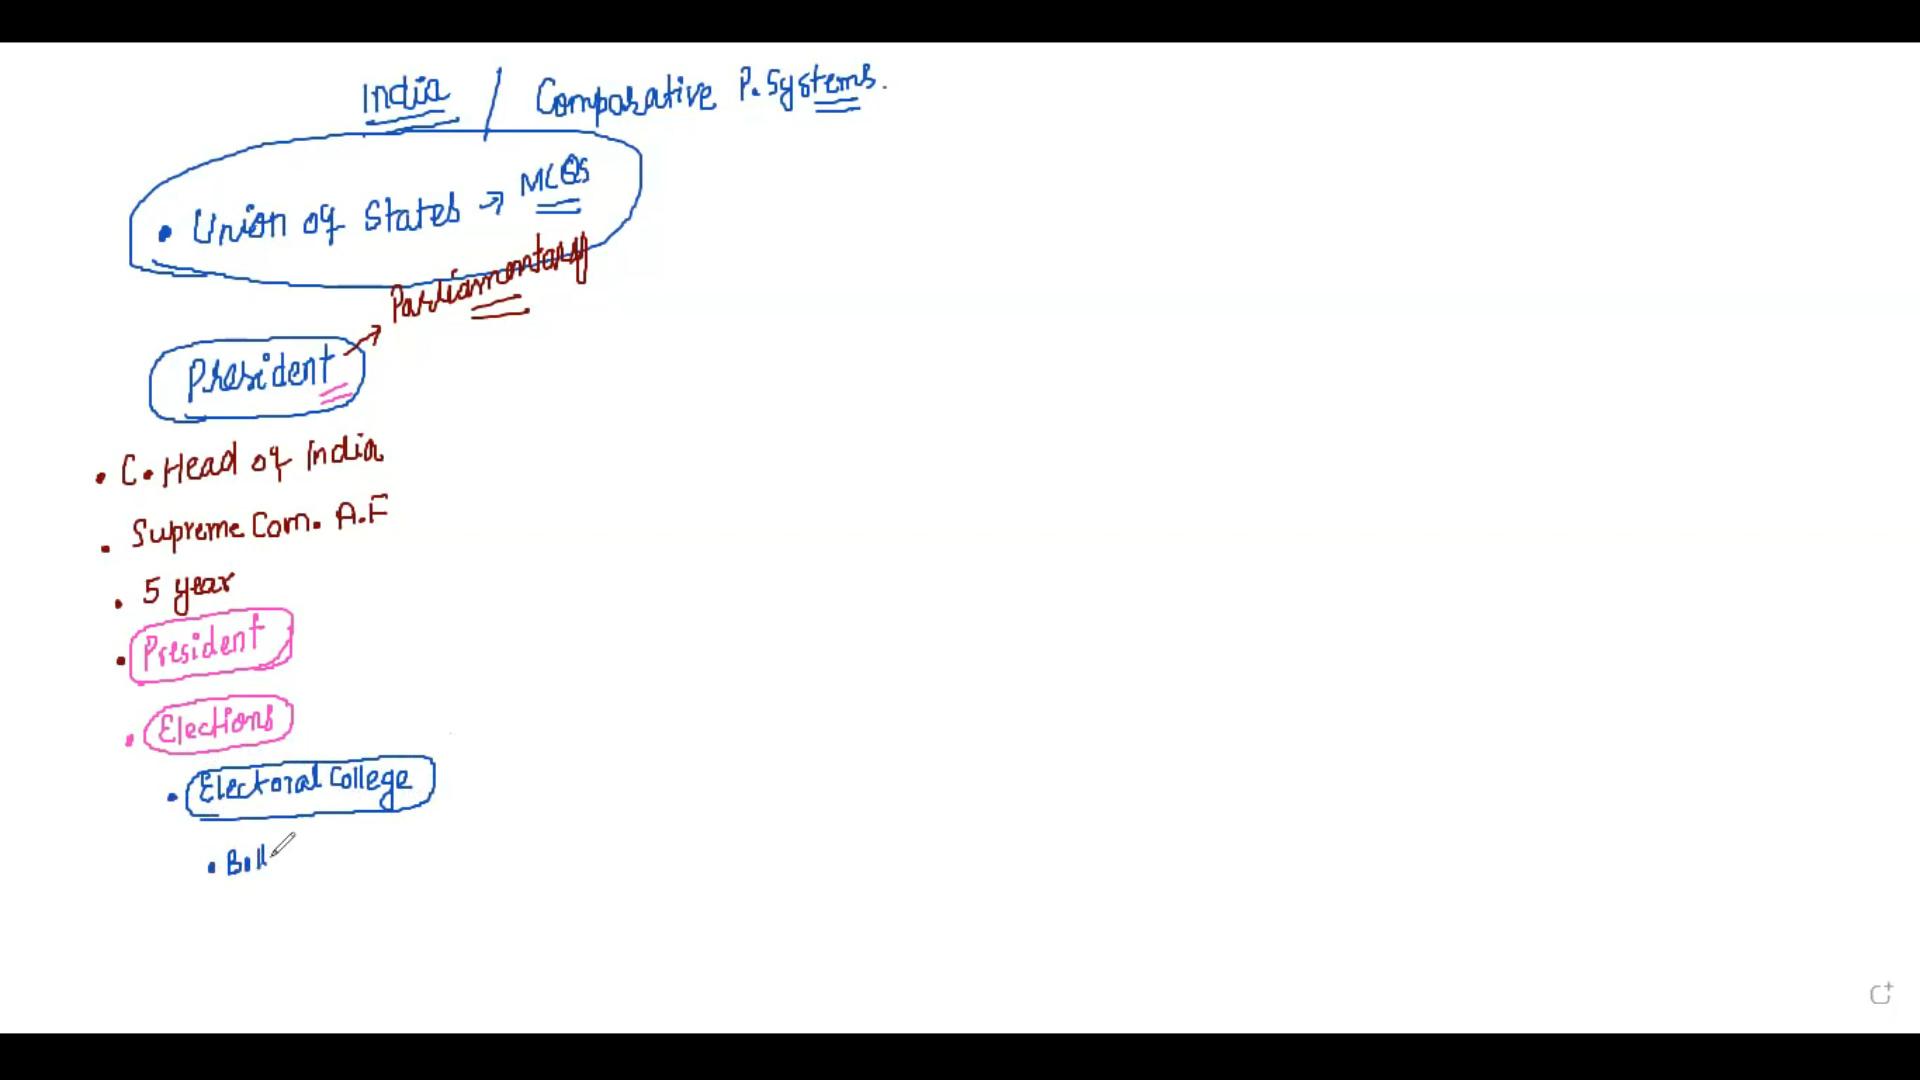 India / Comparative P. Systems.
• Union of States → MCQs
Parliamentary
President
• C. Head of India
• Supreme Com. A.F
• 5 year
• President
• Elections
• Electoral College